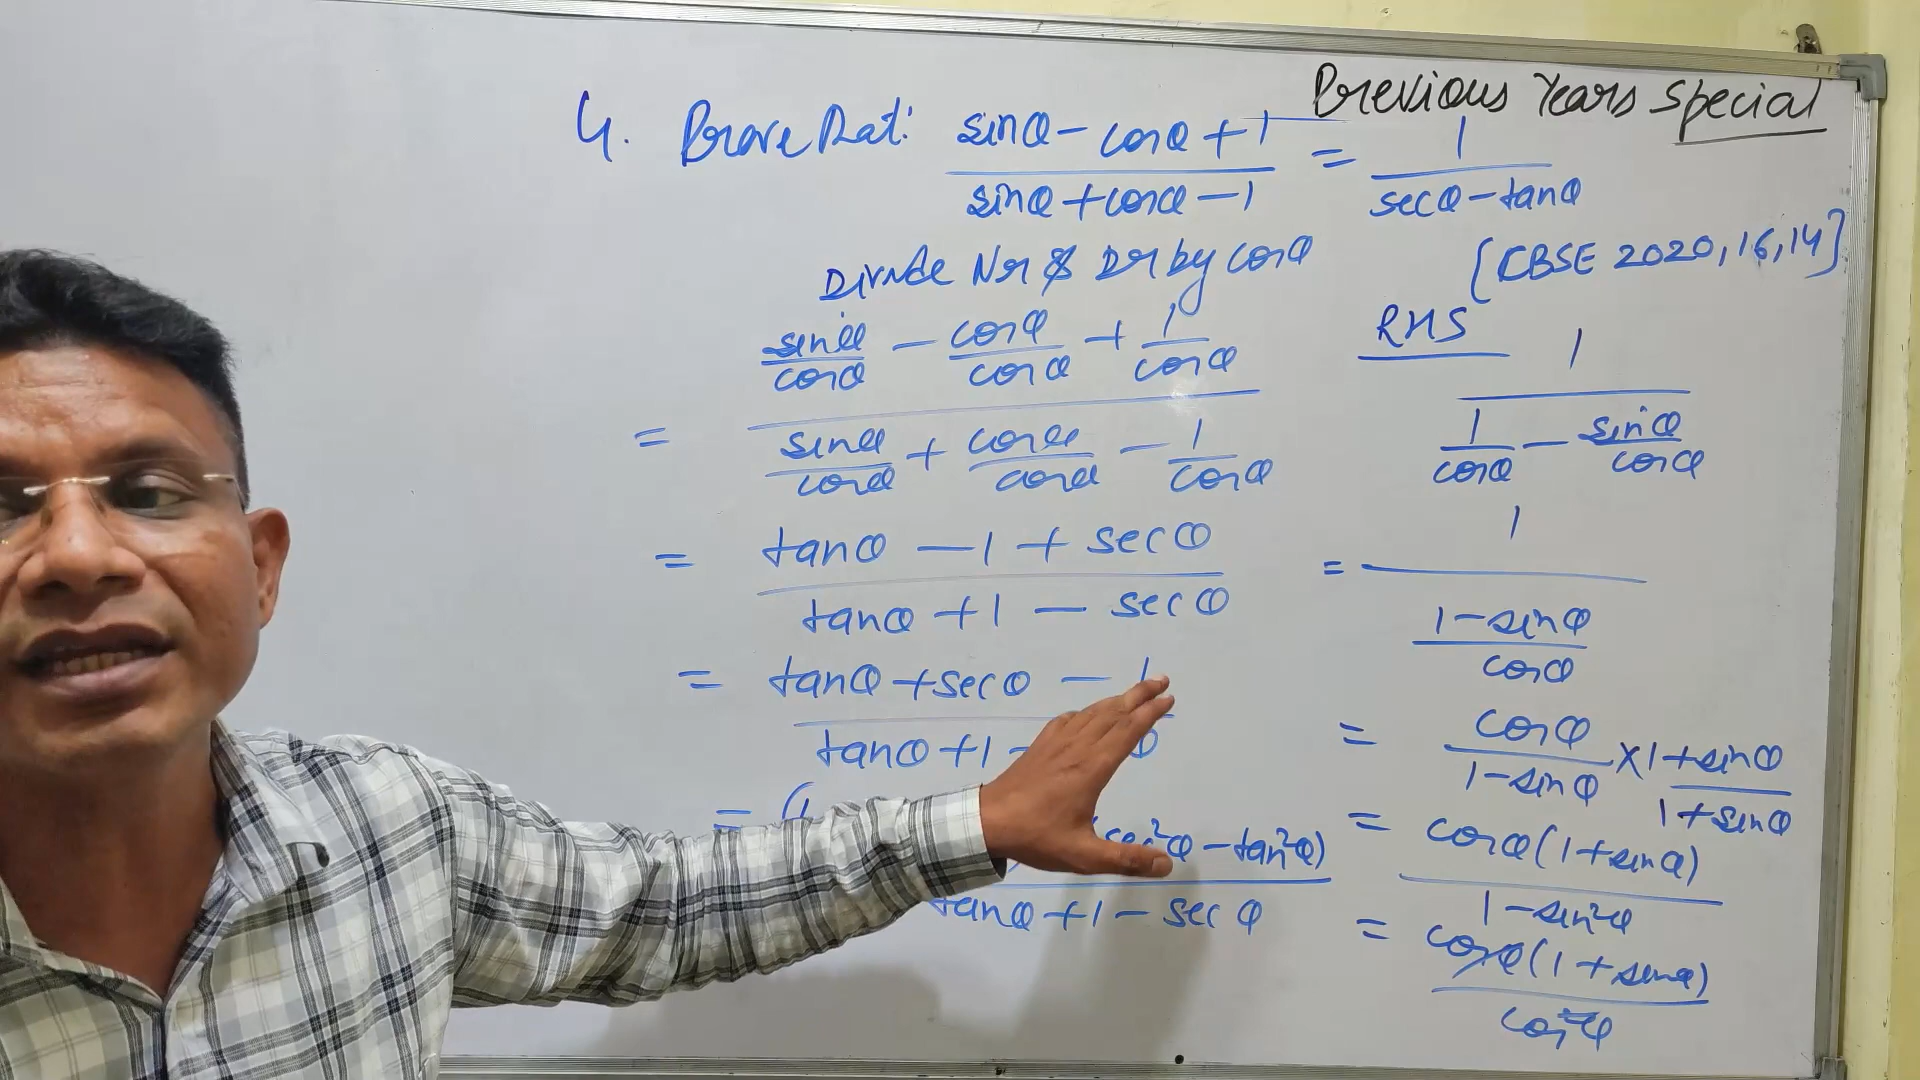 Previous Years Special
4. Prove that: sinθ - cosθ + 1 / sinθ + cosθ - 1 = 1 / secθ - tanθ
[CBSE 2020, 16, 14]
Divide Nr & Dr by cosθ
= sinθ/cosθ - cosθ/cosθ + 1/cosθ / sinθ/cosθ + cosθ/cosθ - 1/cosθ
= tanθ - 1 + secθ / tanθ + 1 - secθ
= tanθ + secθ - 1 / tanθ + 1 - θ
= (sec²θ - tan²θ) / tanθ + 1 - secθ
RHS
1 / 1/cosθ - sinθ/cosθ
= 1 / 1 - sinθ / cosθ
= cosθ / 1 - sinθ × 1 + sinθ / 1 + sinθ
= cosθ(1 + sinθ) / 1 - sin²θ
= cosθ(1 + sinθ) / cos²θ